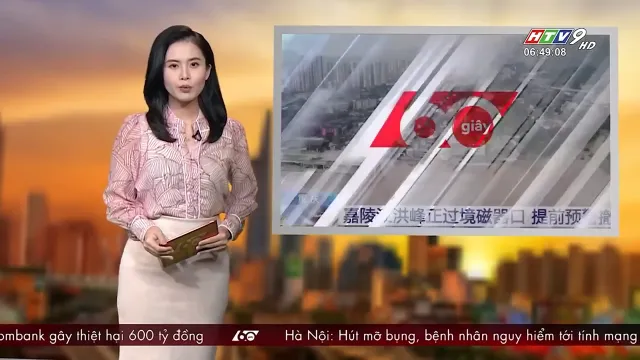 HTV9 HD
06:49:08
60 giây
嘉陵江洪峰正过境磁器口 提前预
ombank gây thiệt hại 600 tỷ đồng 60 Hà Nội: Hút mỡ bụng, bệnh nhân nguy hiểm tới tính mạng